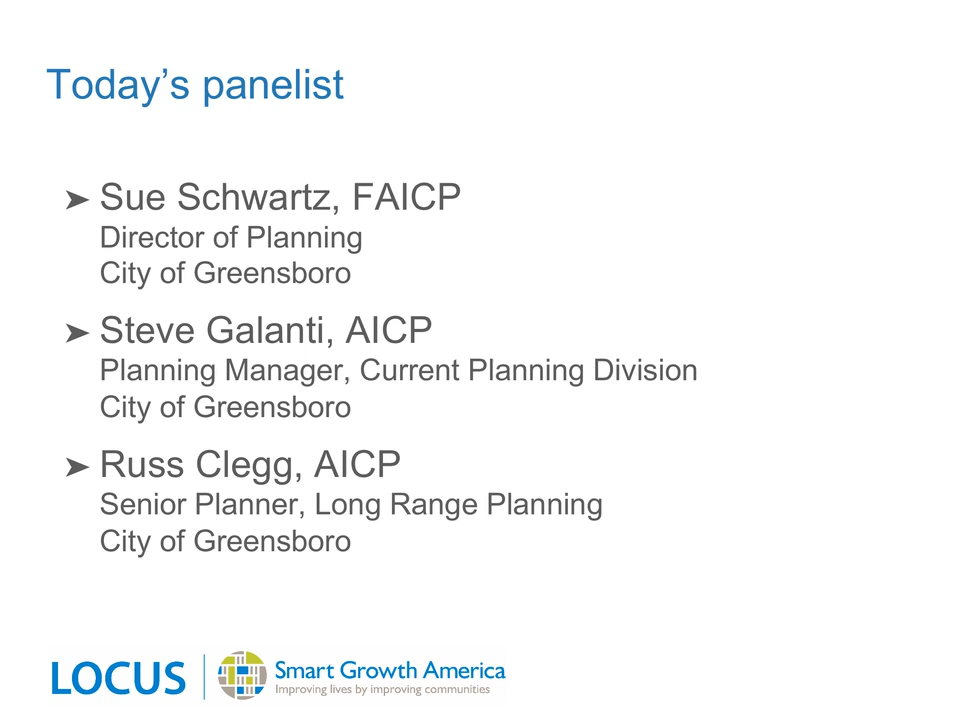 Today’s panelist
➤ Sue Schwartz, FAICP
Director of Planning
City of Greensboro
➤ Steve Galanti, AICP
Planning Manager, Current Planning Division
City of Greensboro
➤ Russ Clegg, AICP
Senior Planner, Long Range Planning
City of Greensboro
LOCUS
Smart Growth America
Improving lives by improving communities